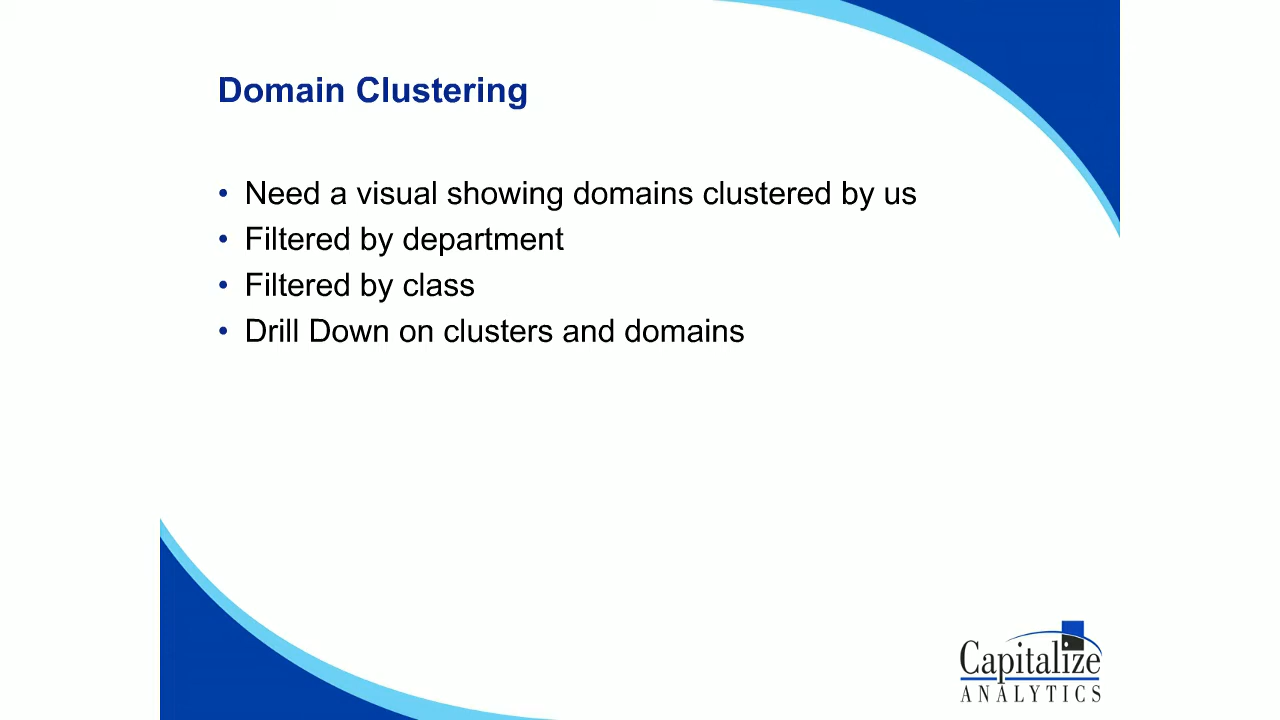 Domain Clustering
• Need a visual showing domains clustered by us
• Filtered by department
• Filtered by class
• Drill Down on clusters and domains
Capitalize
ANALYTICS